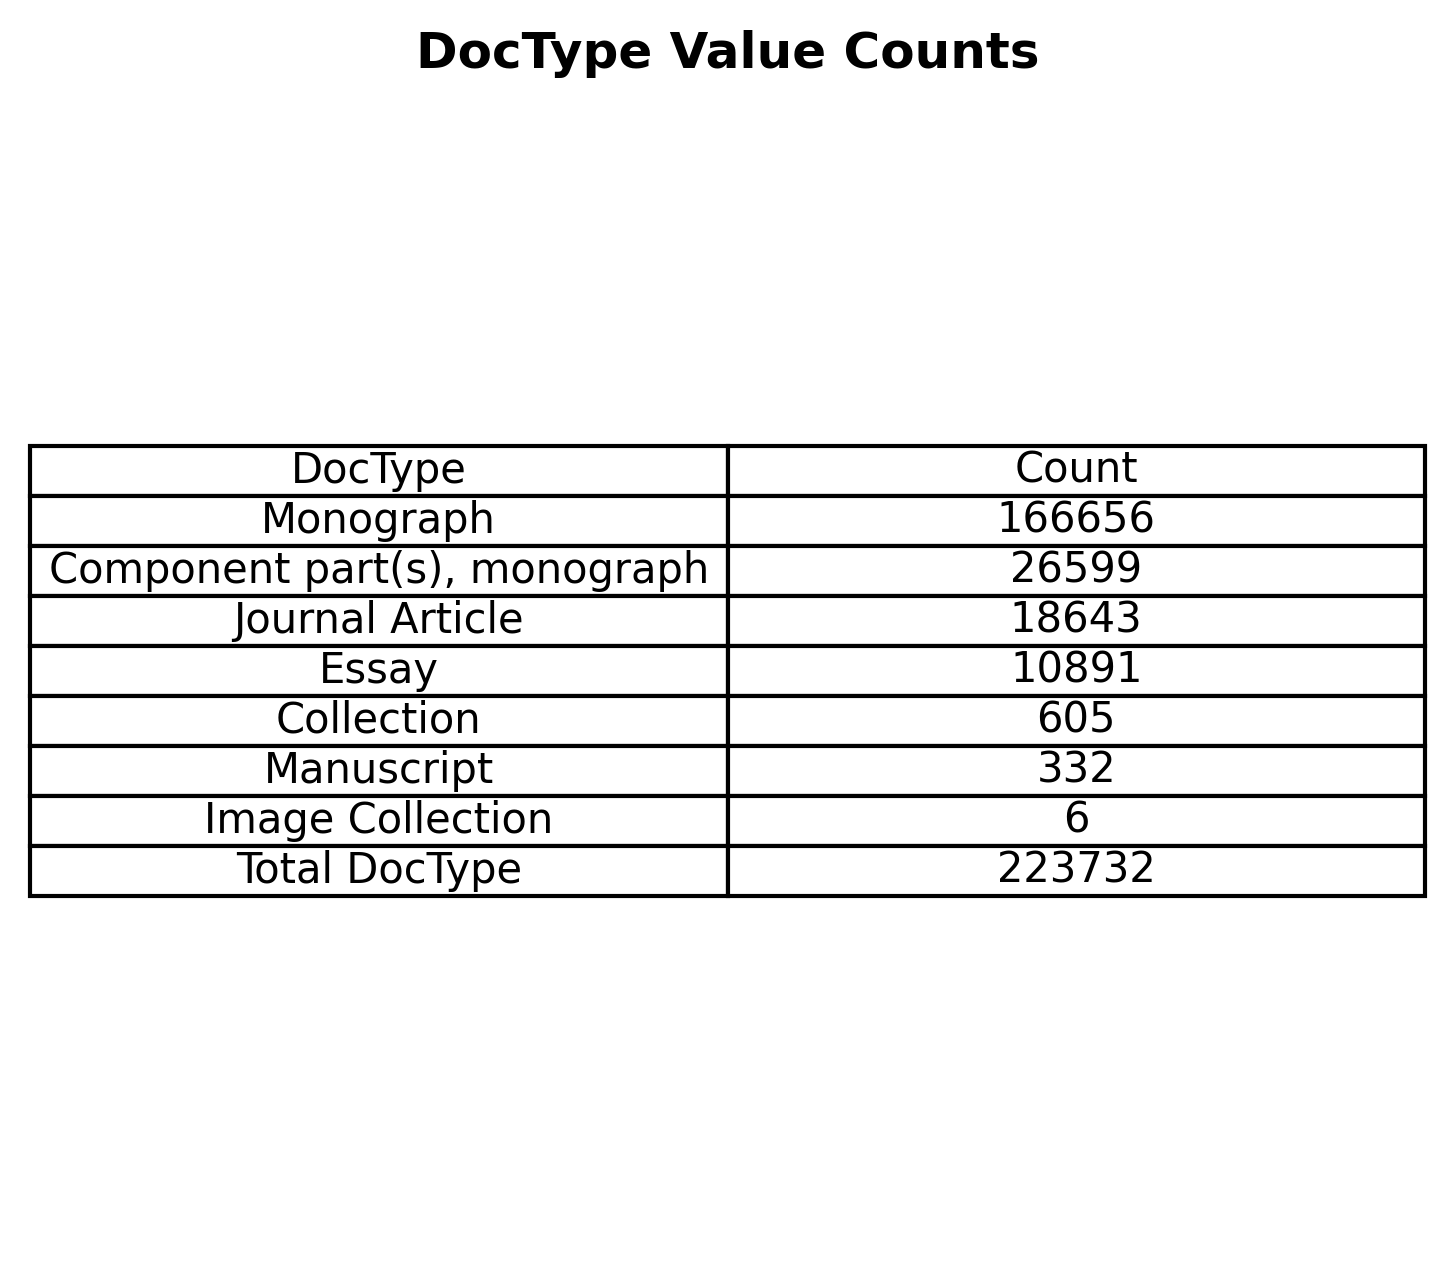 DocType Value Counts
DocType Count
Monograph 166656
Component part(s), monograph 26599
Journal Article 18643
Essay 10891
Collection 605
Manuscript 332
Image Collection 6
Total DocType 223732